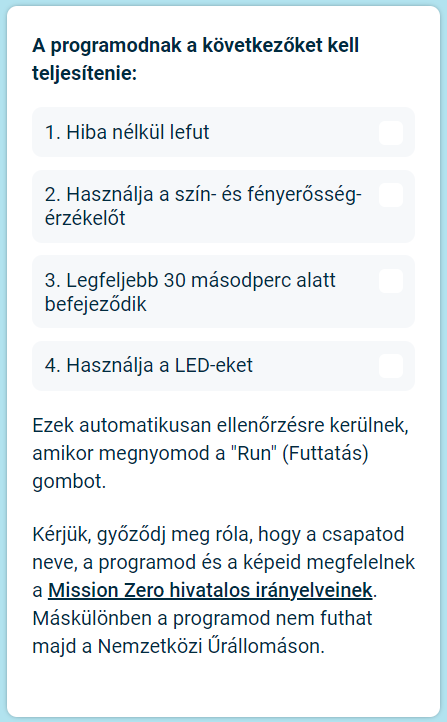 A programodnak a következőket kell
teljesítenie:
1. Hiba nélkül lefut
2. Használja a szín- és fényerősség-
érzékelőt
3. Legfeljebb 30 másodperc alatt
befejeződik
4. Használja a LED-eket
Ezek automatikusan ellenőrzésre kerülnek,
amikor megnyomod a "Run" (Futtatás)
gombot.
Kérjük, győződj meg róla, hogy a csapatod
neve, a programod és a képeid megfelelnek
a Mission Zero hivatalos irányelveinek.
Máskülönben a programod nem futhat
majd a Nemzetközi Űrállomáson.